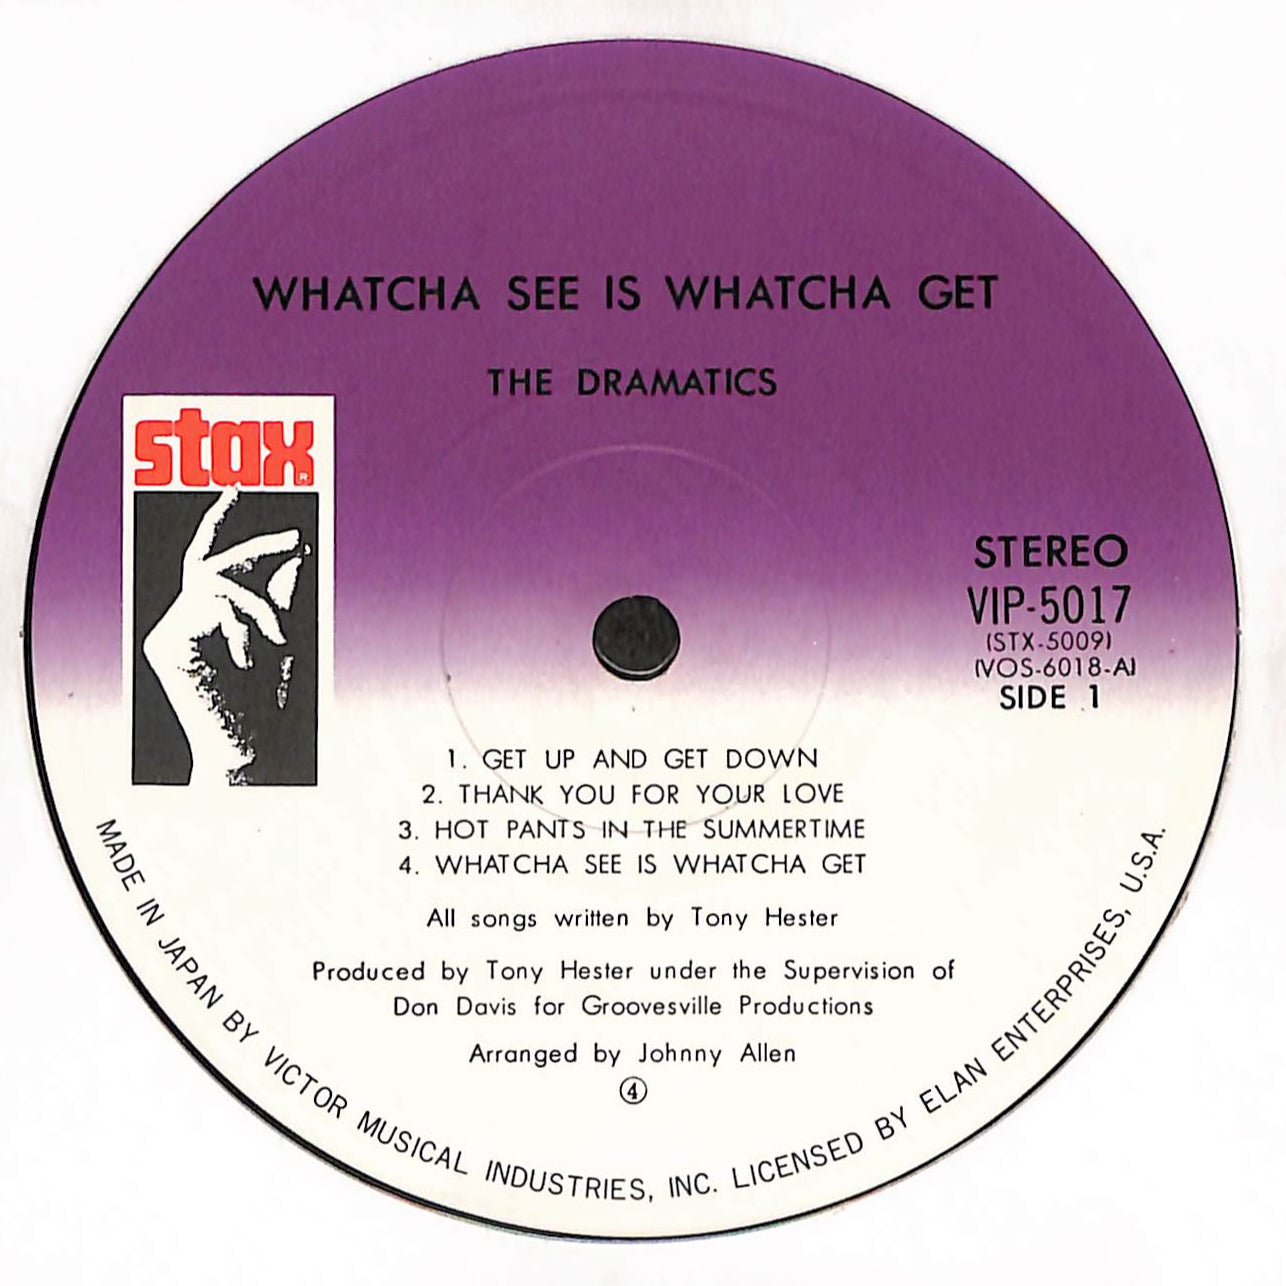 WHATCHA SEE IS WHATCHA GET
THE DRAMATICS
stax®
STEREO
VIP-5017
(STX-5009)
(VOS-6018-A)
SIDE 1
1. GET UP AND GET DOWN
2. THANK YOU FOR YOUR LOVE
3. HOT PANTS IN THE SUMMERTIME
4. WHATCHA SEE IS WHATCHA GET
All songs written by Tony Hester
Produced by Tony Hester under the Supervision of
Don Davis for Groovesville Productions
Arranged by Johnny Allen
④
MADE IN JAPAN BY VICTOR MUSICAL INDUSTRIES, INC. LICENSED BY ELAN ENTERPRISES, U.S.A.